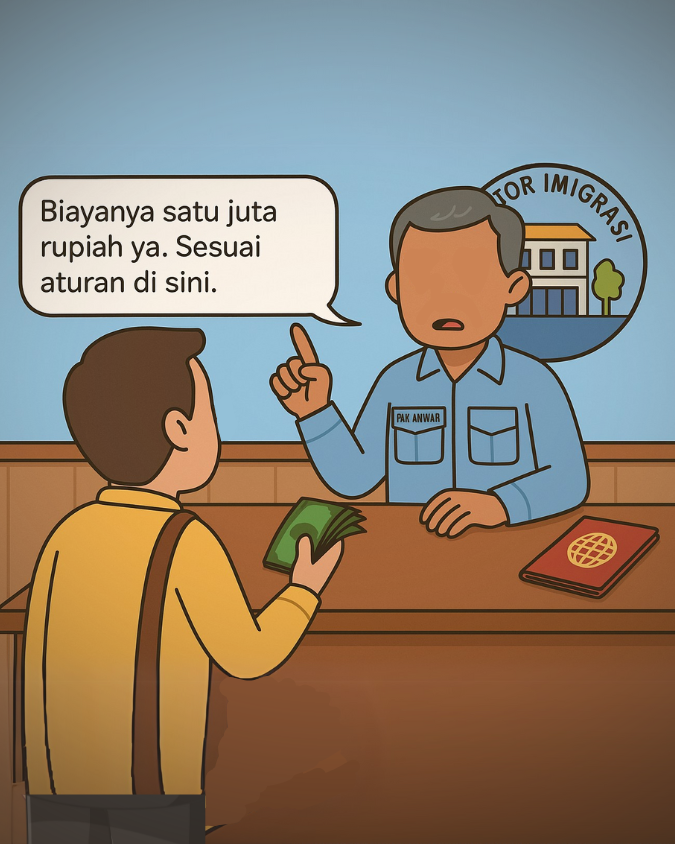 TOR IMIGRASI
Biayanya satu juta
rupiah ya. Sesuai
aturan di sini.
PAK ANWAR